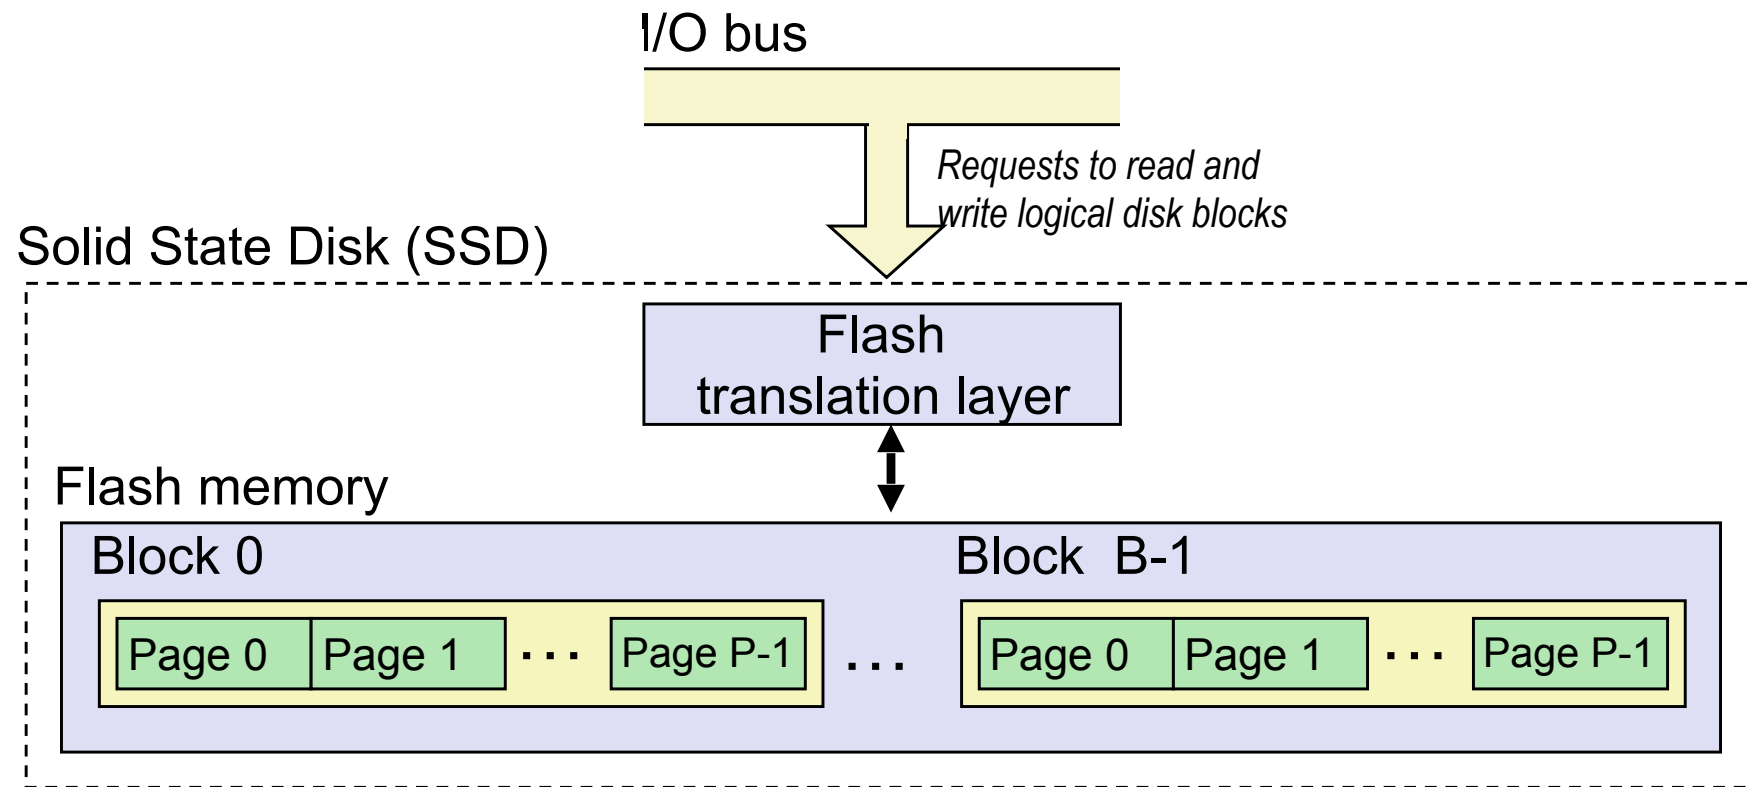 I/O bus
Requests to read and
write logical disk blocks
Solid State Disk (SSD)
Flash
translation layer
Flash memory
Block 0
Block B-1
Page 0 Page 1 ... Page P-1 ... Page 0 Page 1 ... Page P-1